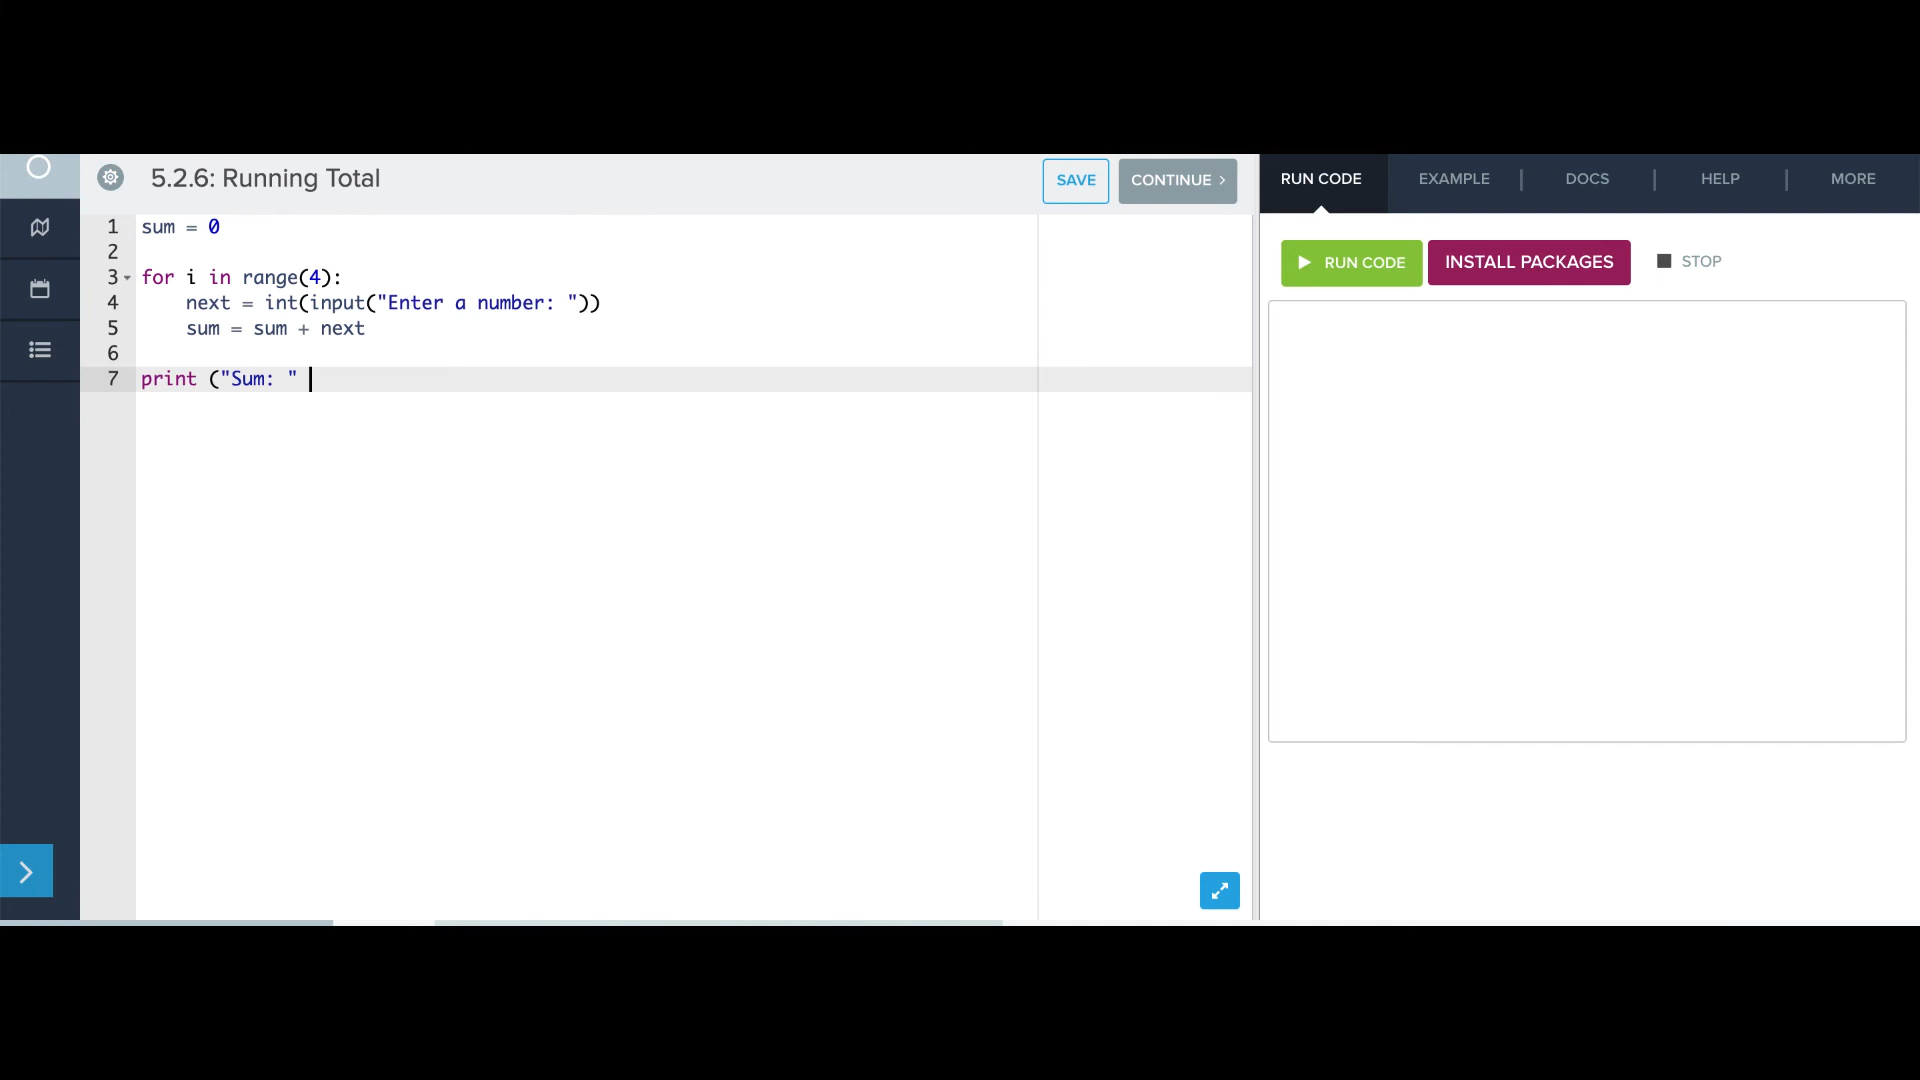 5.2.6: Running Total
SAVE
CONTINUE
RUN CODE
EXAMPLE
DOCS
HELP
MORE
RUN CODE
INSTALL PACKAGES
STOP
1 sum = 0
2
3 for i in range(4):
4     next = int(input("Enter a number: "))
5     sum = sum + next
6
7 print ("Sum: "